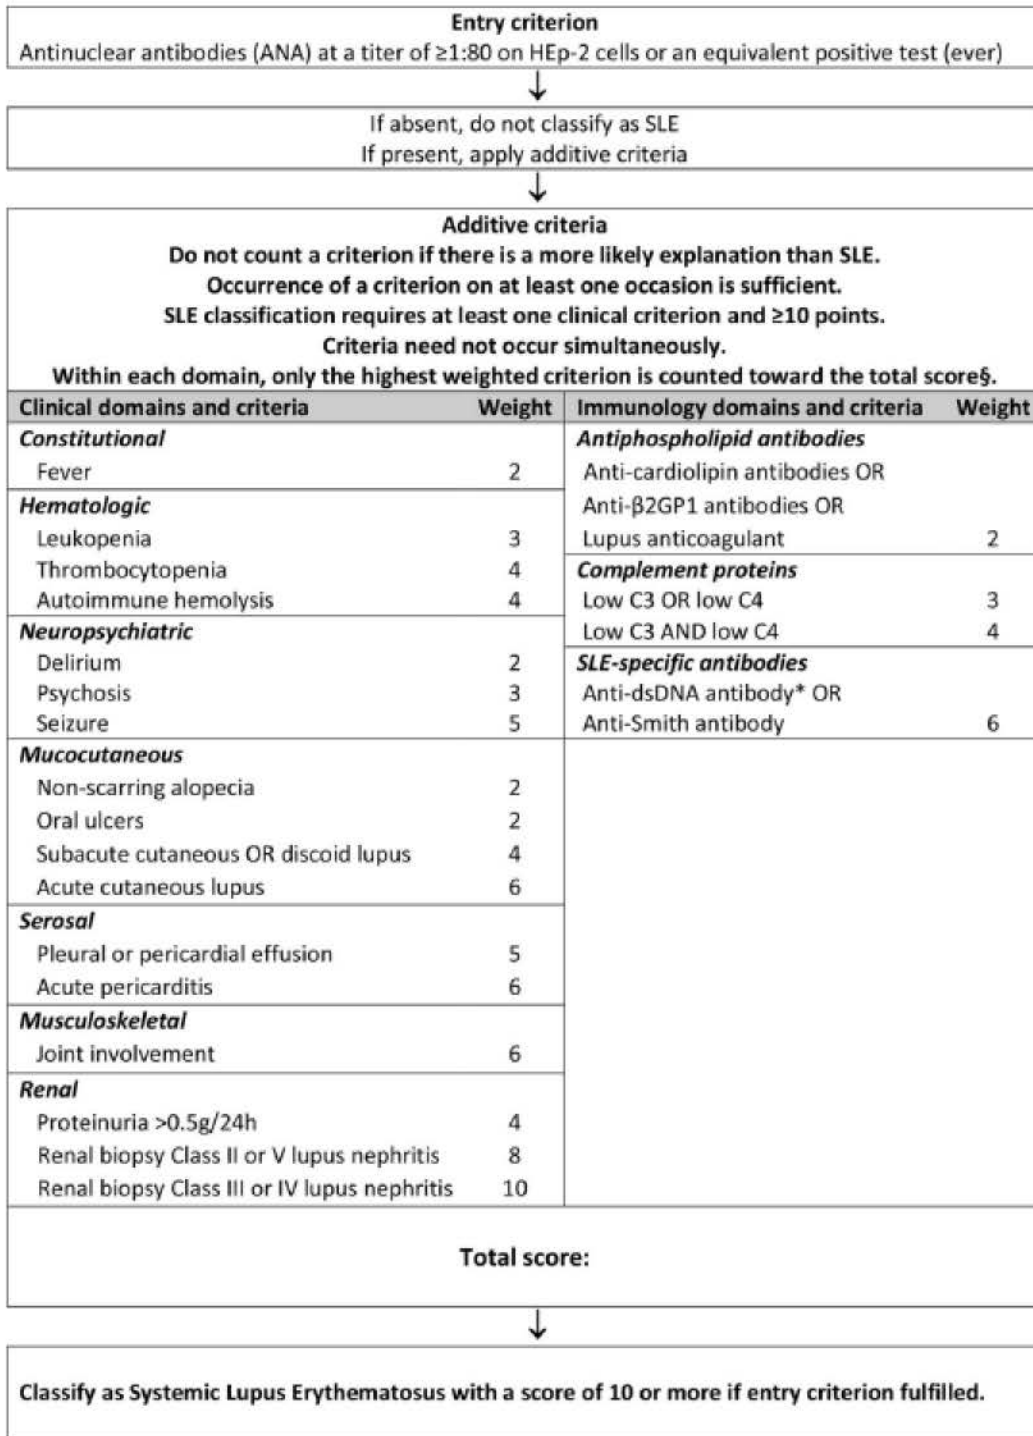 Entry criterion
Antinuclear antibodies (ANA) at a titer of ≥1:80 on HEp-2 cells or an equivalent positive test (ever)
↓
If absent, do not classify as SLE
If present, apply additive criteria
↓
Additive criteria
Do not count a criterion if there is a more likely explanation than SLE.
Occurrence of a criterion on at least one occasion is sufficient.
SLE classification requires at least one clinical criterion and ≥10 points.
Criteria need not occur simultaneously.
Within each domain, only the highest weighted criterion is counted toward the total score§.
Clinical domains and criteria Weight Immunology domains and criteria Weight
Constitutional Antiphospholipid antibodies
Fever 2 Anti-cardiolipin antibodies OR
Hematologic Anti-β2GP1 antibodies OR
Leukopenia 3 Lupus anticoagulant 2
Thrombocytopenia 4 Complement proteins
Autoimmune hemolysis 4 Low C3 OR low C4 3
Neuropsychiatric Low C3 AND low C4 4
Delirium 2 SLE-specific antibodies
Psychosis 3 Anti-dsDNA antibody* OR
Seizure 5 Anti-Smith antibody 6
Mucocutaneous
Non-scarring alopecia 2
Oral ulcers 2
Subacute cutaneous OR discoid lupus 4
Acute cutaneous lupus 6
Serosal
Pleural or pericardial effusion 5
Acute pericarditis 6
Musculoskeletal
Joint involvement 6
Renal
Proteinuria >0.5g/24h 4
Renal biopsy Class II or V lupus nephritis 8
Renal biopsy Class III or IV lupus nephritis 10
Total score:
↓
Classify as Systemic Lupus Erythematosus with a score of 10 or more if entry criterion fulfilled.